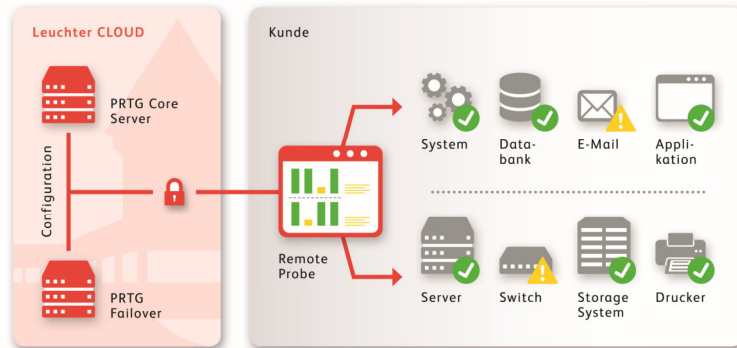 Leuchter CLOUD
PRTG Core
Server
Configuration
PRTG
Failover
Kunde
Remote
Probe
System
Data-
bank
E-Mail
Appli-
kation
Server
Switch
Storage
System
Drucker